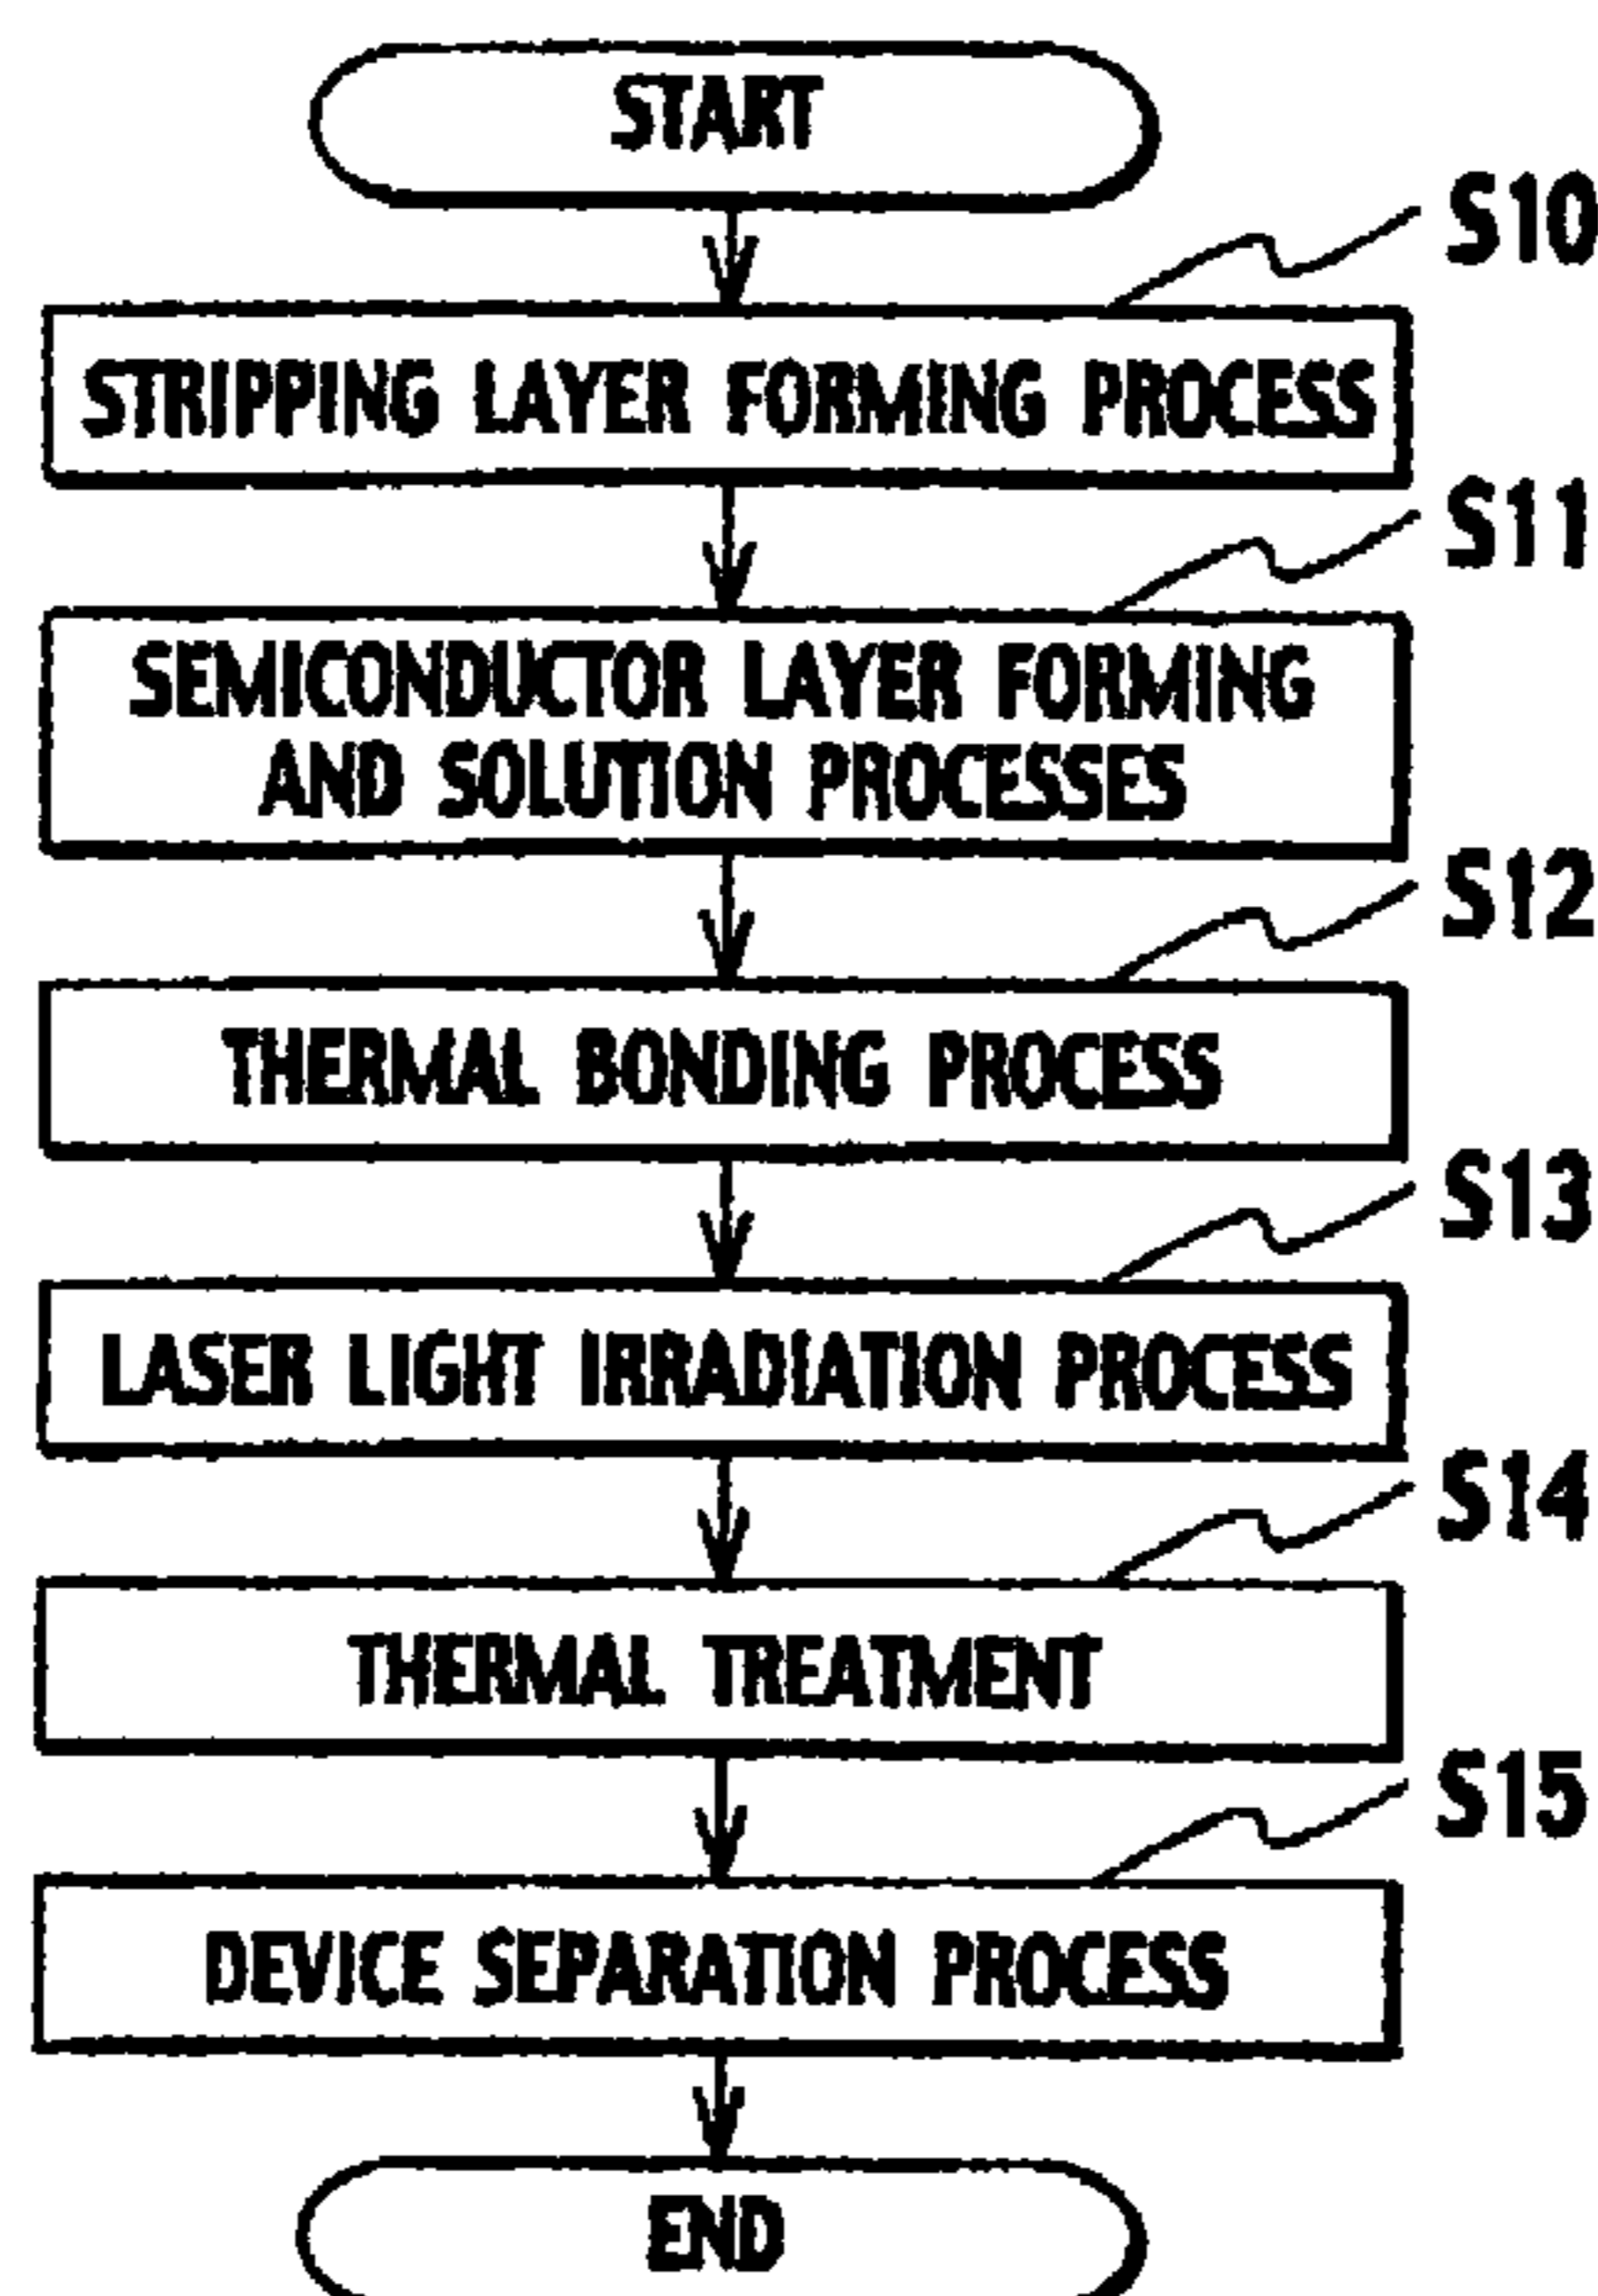 START
S10
STRIPPING LAYER FORMING PROCESS
S11
SEMICONDUCTOR LAYER FORMING
AND SOLUTION PROCESSES
S12
THERMAL BONDING PROCESS
S13
LASER LIGHT IRRADIATION PROCESS
S14
THERMAL TREATMENT
S15
DEVICE SEPARATION PROCESS
END